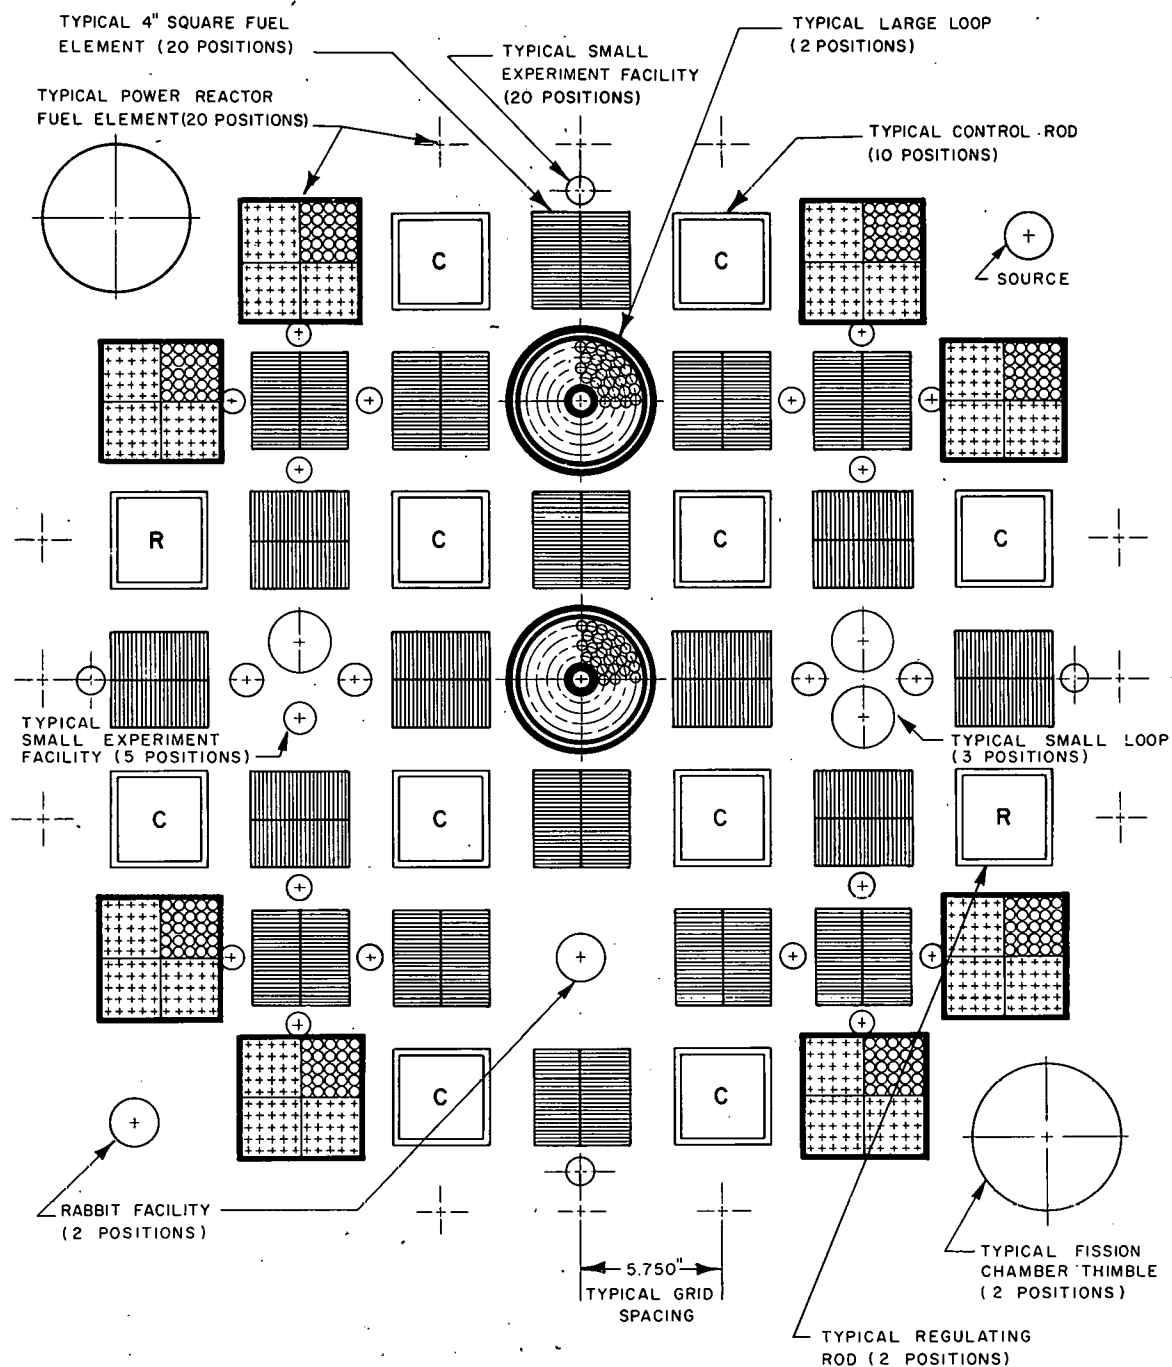 TYPICAL 4" SQUARE FUEL
ELEMENT (20 POSITIONS)
TYPICAL SMALL
EXPERIMENT FACILITY
(20 POSITIONS)
TYPICAL LARGE LOOP
(2 POSITIONS)
TYPICAL POWER REACTOR
FUEL ELEMENT(20 POSITIONS)
TYPICAL CONTROL ROD
(10 POSITIONS)
C
C
SOURCE
R
C
C
C
TYPICAL
SMALL EXPERIMENT
FACILITY (5 POSITIONS)
TYPICAL SMALL LOOP
(3 POSITIONS)
C
C
C
R
C
C
RABBIT FACILITY
(2 POSITIONS)
5.750"
TYPICAL GRID
SPACING
TYPICAL FISSION
CHAMBER THIMBLE
(2 POSITIONS)
TYPICAL REGULATING
ROD (2 POSITIONS)